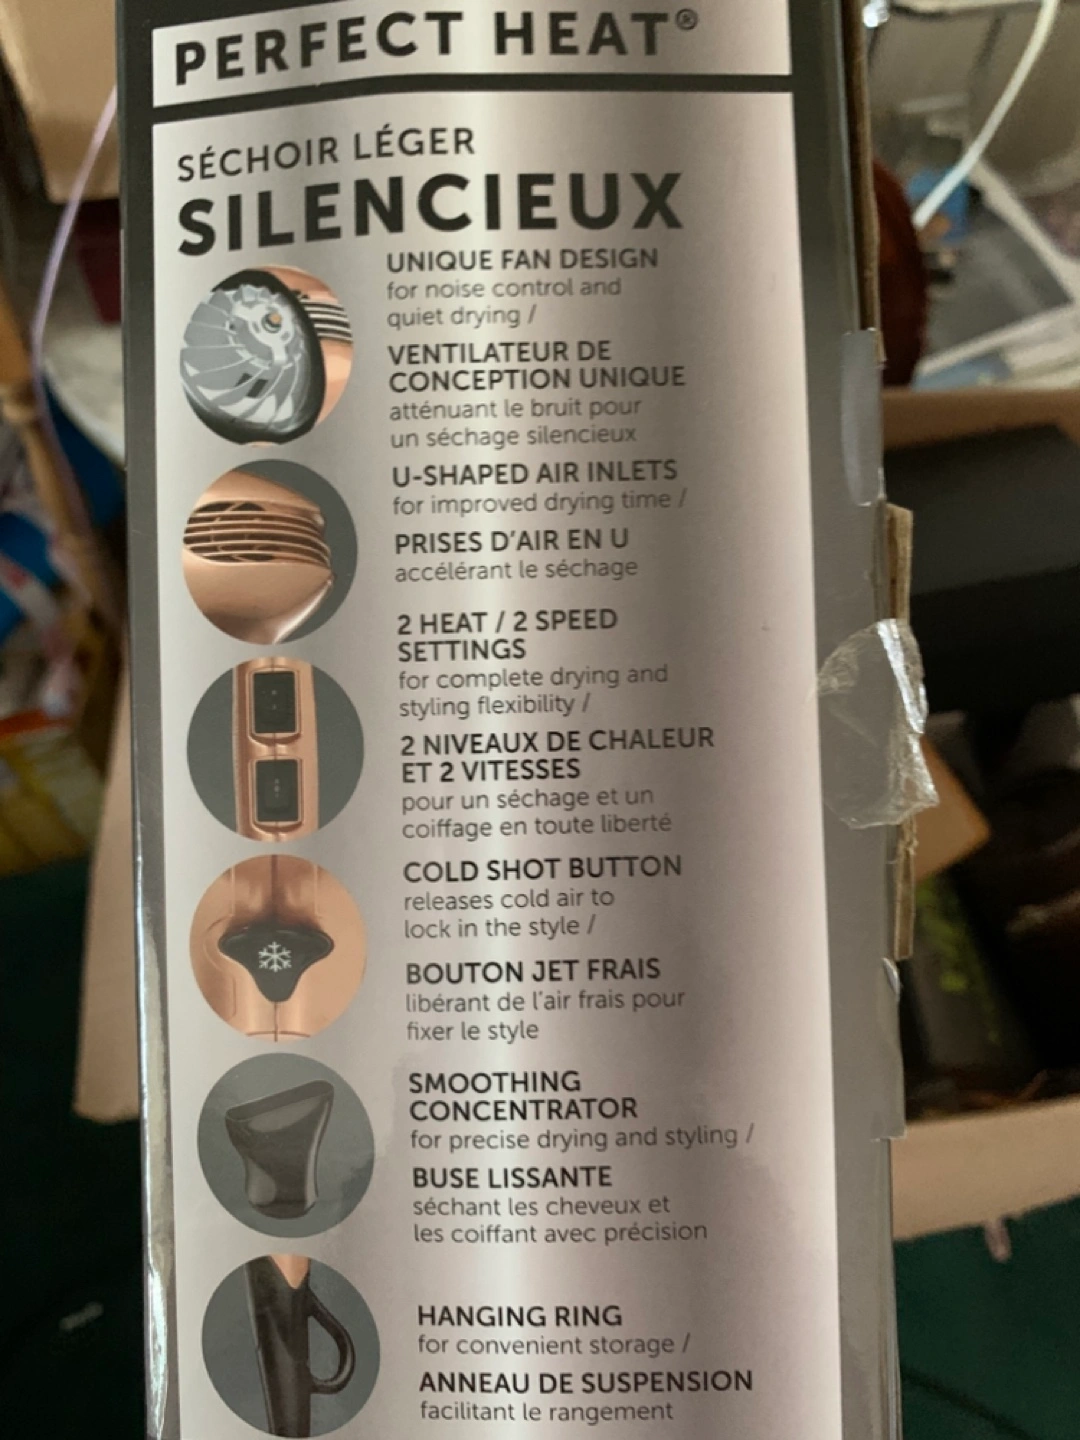 PERFECT HEAT®
SÉCHOIR LÉGER
SILENCIEUX
UNIQUE FAN DESIGN
for noise control and
quiet drying /
VENTILATEUR DE
CONCEPTION UNIQUE
atténuant le bruit pour
un séchage silencieux
U-SHAPED AIR INLETS
for improved drying time /
PRISES D'AIR EN U
accélérant le séchage
2 HEAT / 2 SPEED
SETTINGS
for complete drying and
styling flexibility /
2 NIVEAUX DE CHALEUR
ET 2 VITESSES
pour un séchage et un
coiffage en toute liberté
COLD SHOT BUTTON
releases cold air to
lock in the style /
BOUTON JET FRAIS
libérant de l'air frais pour
fixer le style
SMOOTHING
CONCENTRATOR
for precise drying and styling /
BUSE LISSANTE
séchant les cheveux et
les coiffant avec précision
HANGING RING
for convenient storage /
ANNEAU DE SUSPENSION
facilitant le rangement